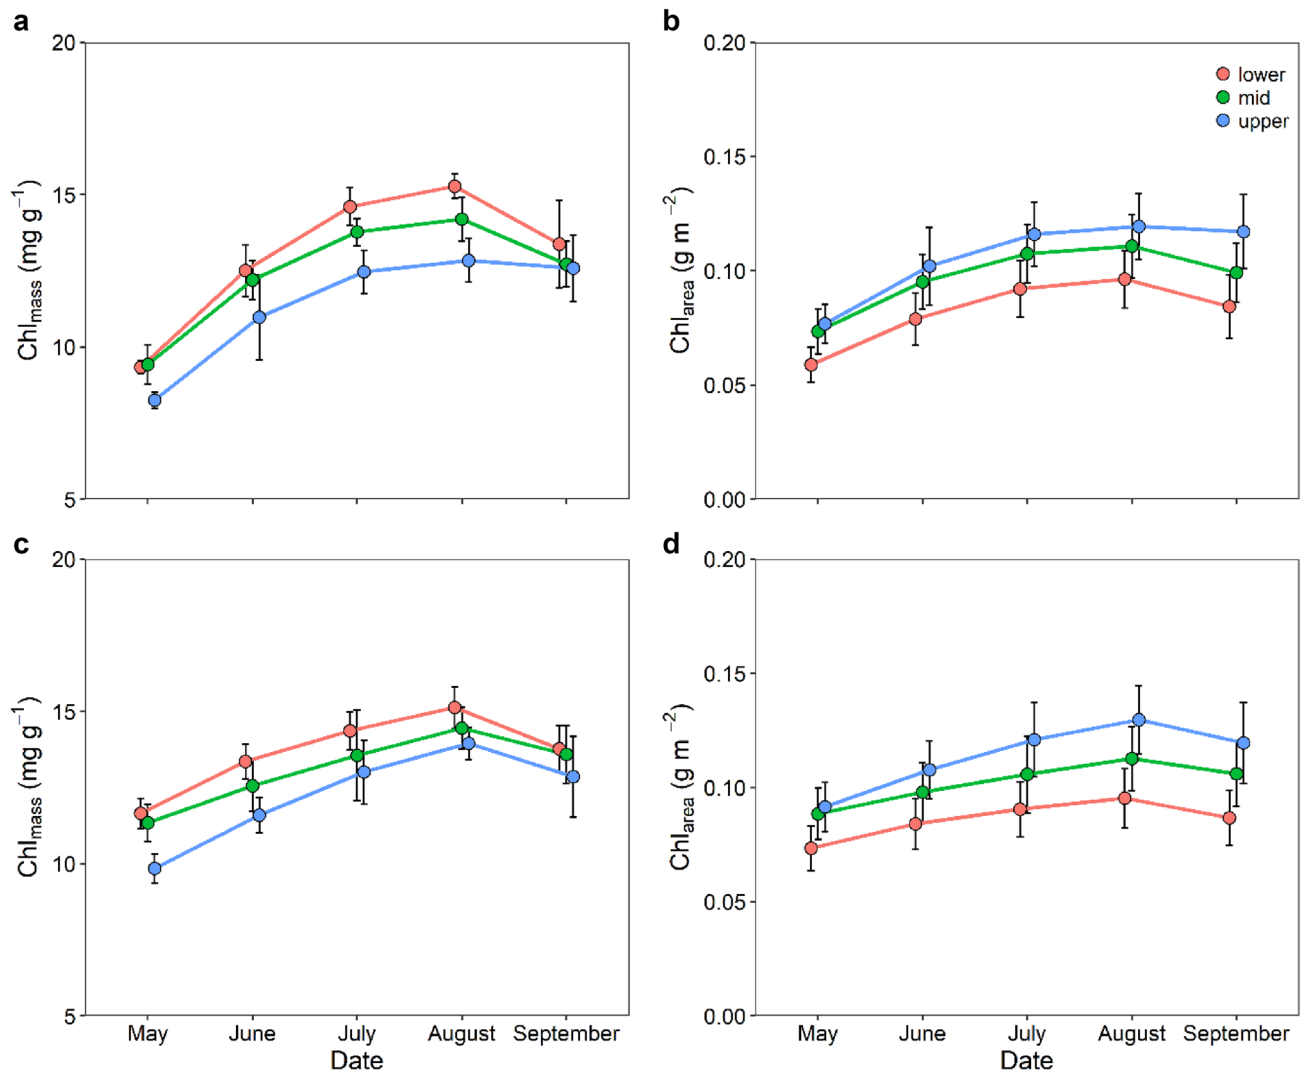 a
20
15
10
5
Chlmass (mg g−1)
b
0.20
0.15
0.10
0.05
0.00
Chlarea (g m−2)
lower
mid
upper
c
20
15
10
5
Chlmass (mg g−1)
May June July August September
Date
d
0.20
0.15
0.10
0.05
0.00
Chlarea (g m−2)
May June July August September
Date